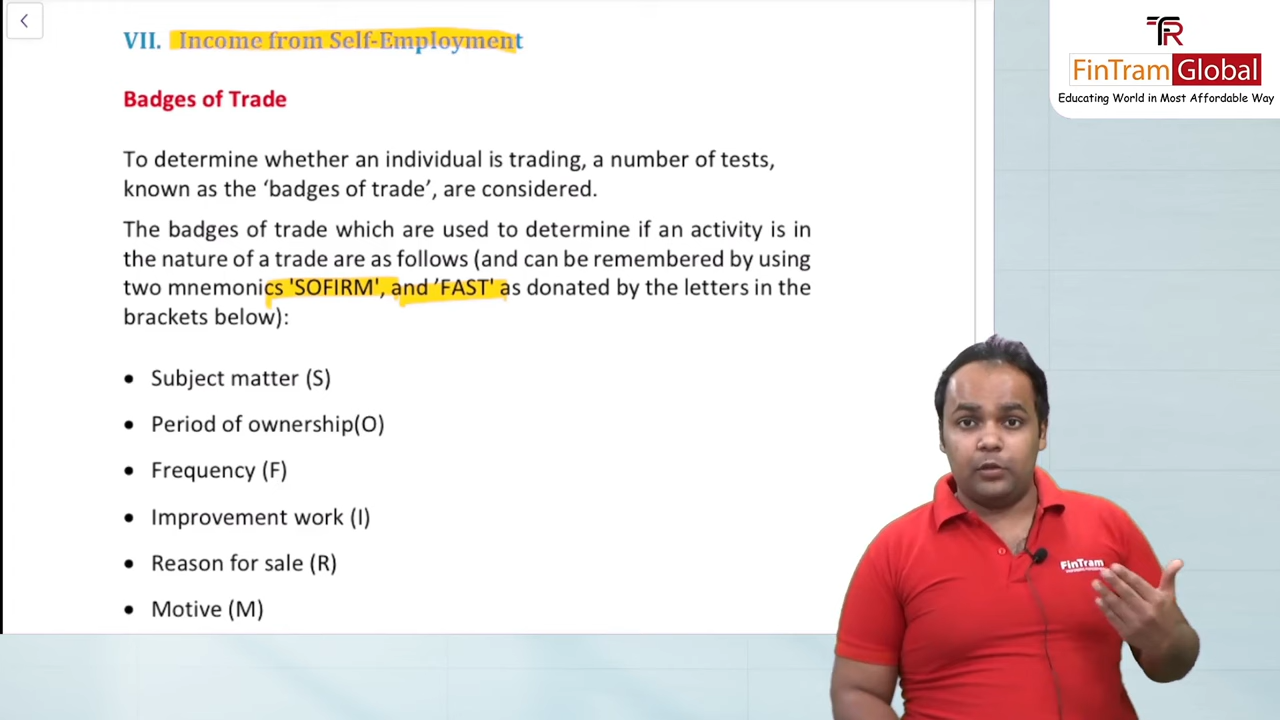 VII. Income from Self-Employment
Badges of Trade
To determine whether an individual is trading, a number of tests,
known as the ‘badges of trade’, are considered.
The badges of trade which are used to determine if an activity is in
the nature of a trade are as follows (and can be remembered by using
two mnemonics 'SOFIRM', and ‘FAST' as donated by the letters in the
brackets below):
• Subject matter (S)
• Period of ownership(O)
• Frequency (F)
• Improvement work (I)
• Reason for sale (R)
• Motive (M)
FinTram Global
Educating World in Most Affordable Way
FinTram